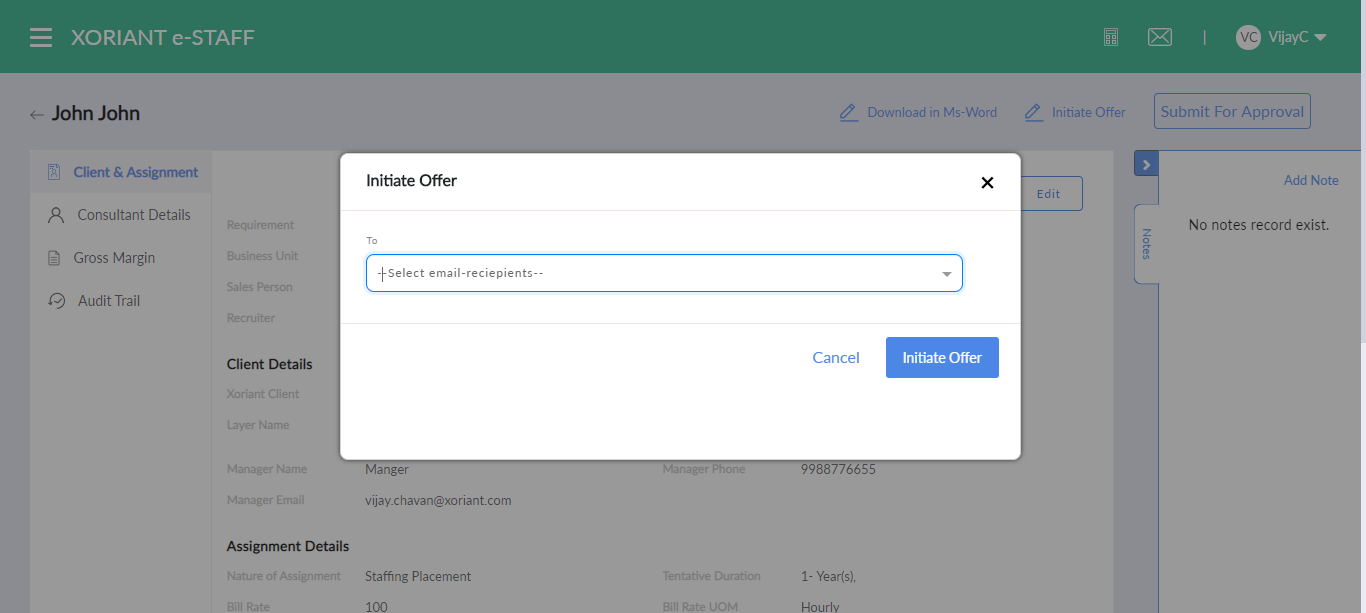 XORIANT e-STAFF
| VC VijayC
← John John
Download in Ms-Word Initiate Offer Submit For Approval
Client & Assignment
Consultant Details
Gross Margin
Audit Trail
Initiate Offer ×
To
--Select email-reciepients--
Cancel Initiate Offer
Edit
Requirement
Business Unit
Sales Person
Recruiter
Client Details
Xoriant Client
Layer Name
Manager Name Manger Manager Phone 9988776655
Manager Email vijay.chavan@xoriant.com
Assignment Details
Nature of Assignment Staffing Placement Tentative Duration 1- Year(s),
Bill Rate 100 Bill Rate UOM Hourly
Notes
Add Note
No notes record exist.